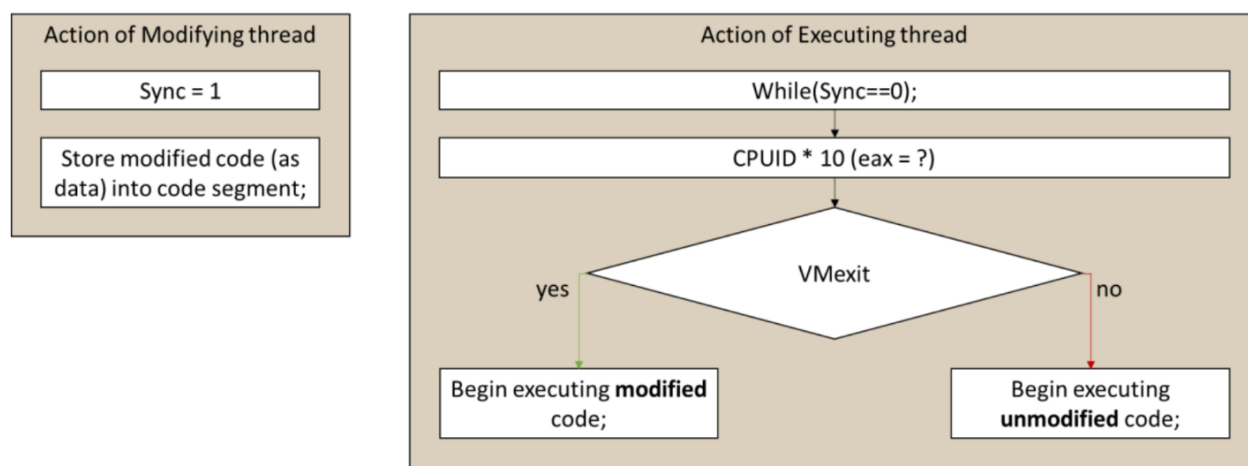 Action of Modifying thread
Sync = 1
Store modified code (as
data) into code segment;
Action of Executing thread
While(Sync==0);
CPUID * 10 (eax = ?)
VMexit
yes
no
Begin executing modified
code;
Begin executing
unmodified code;